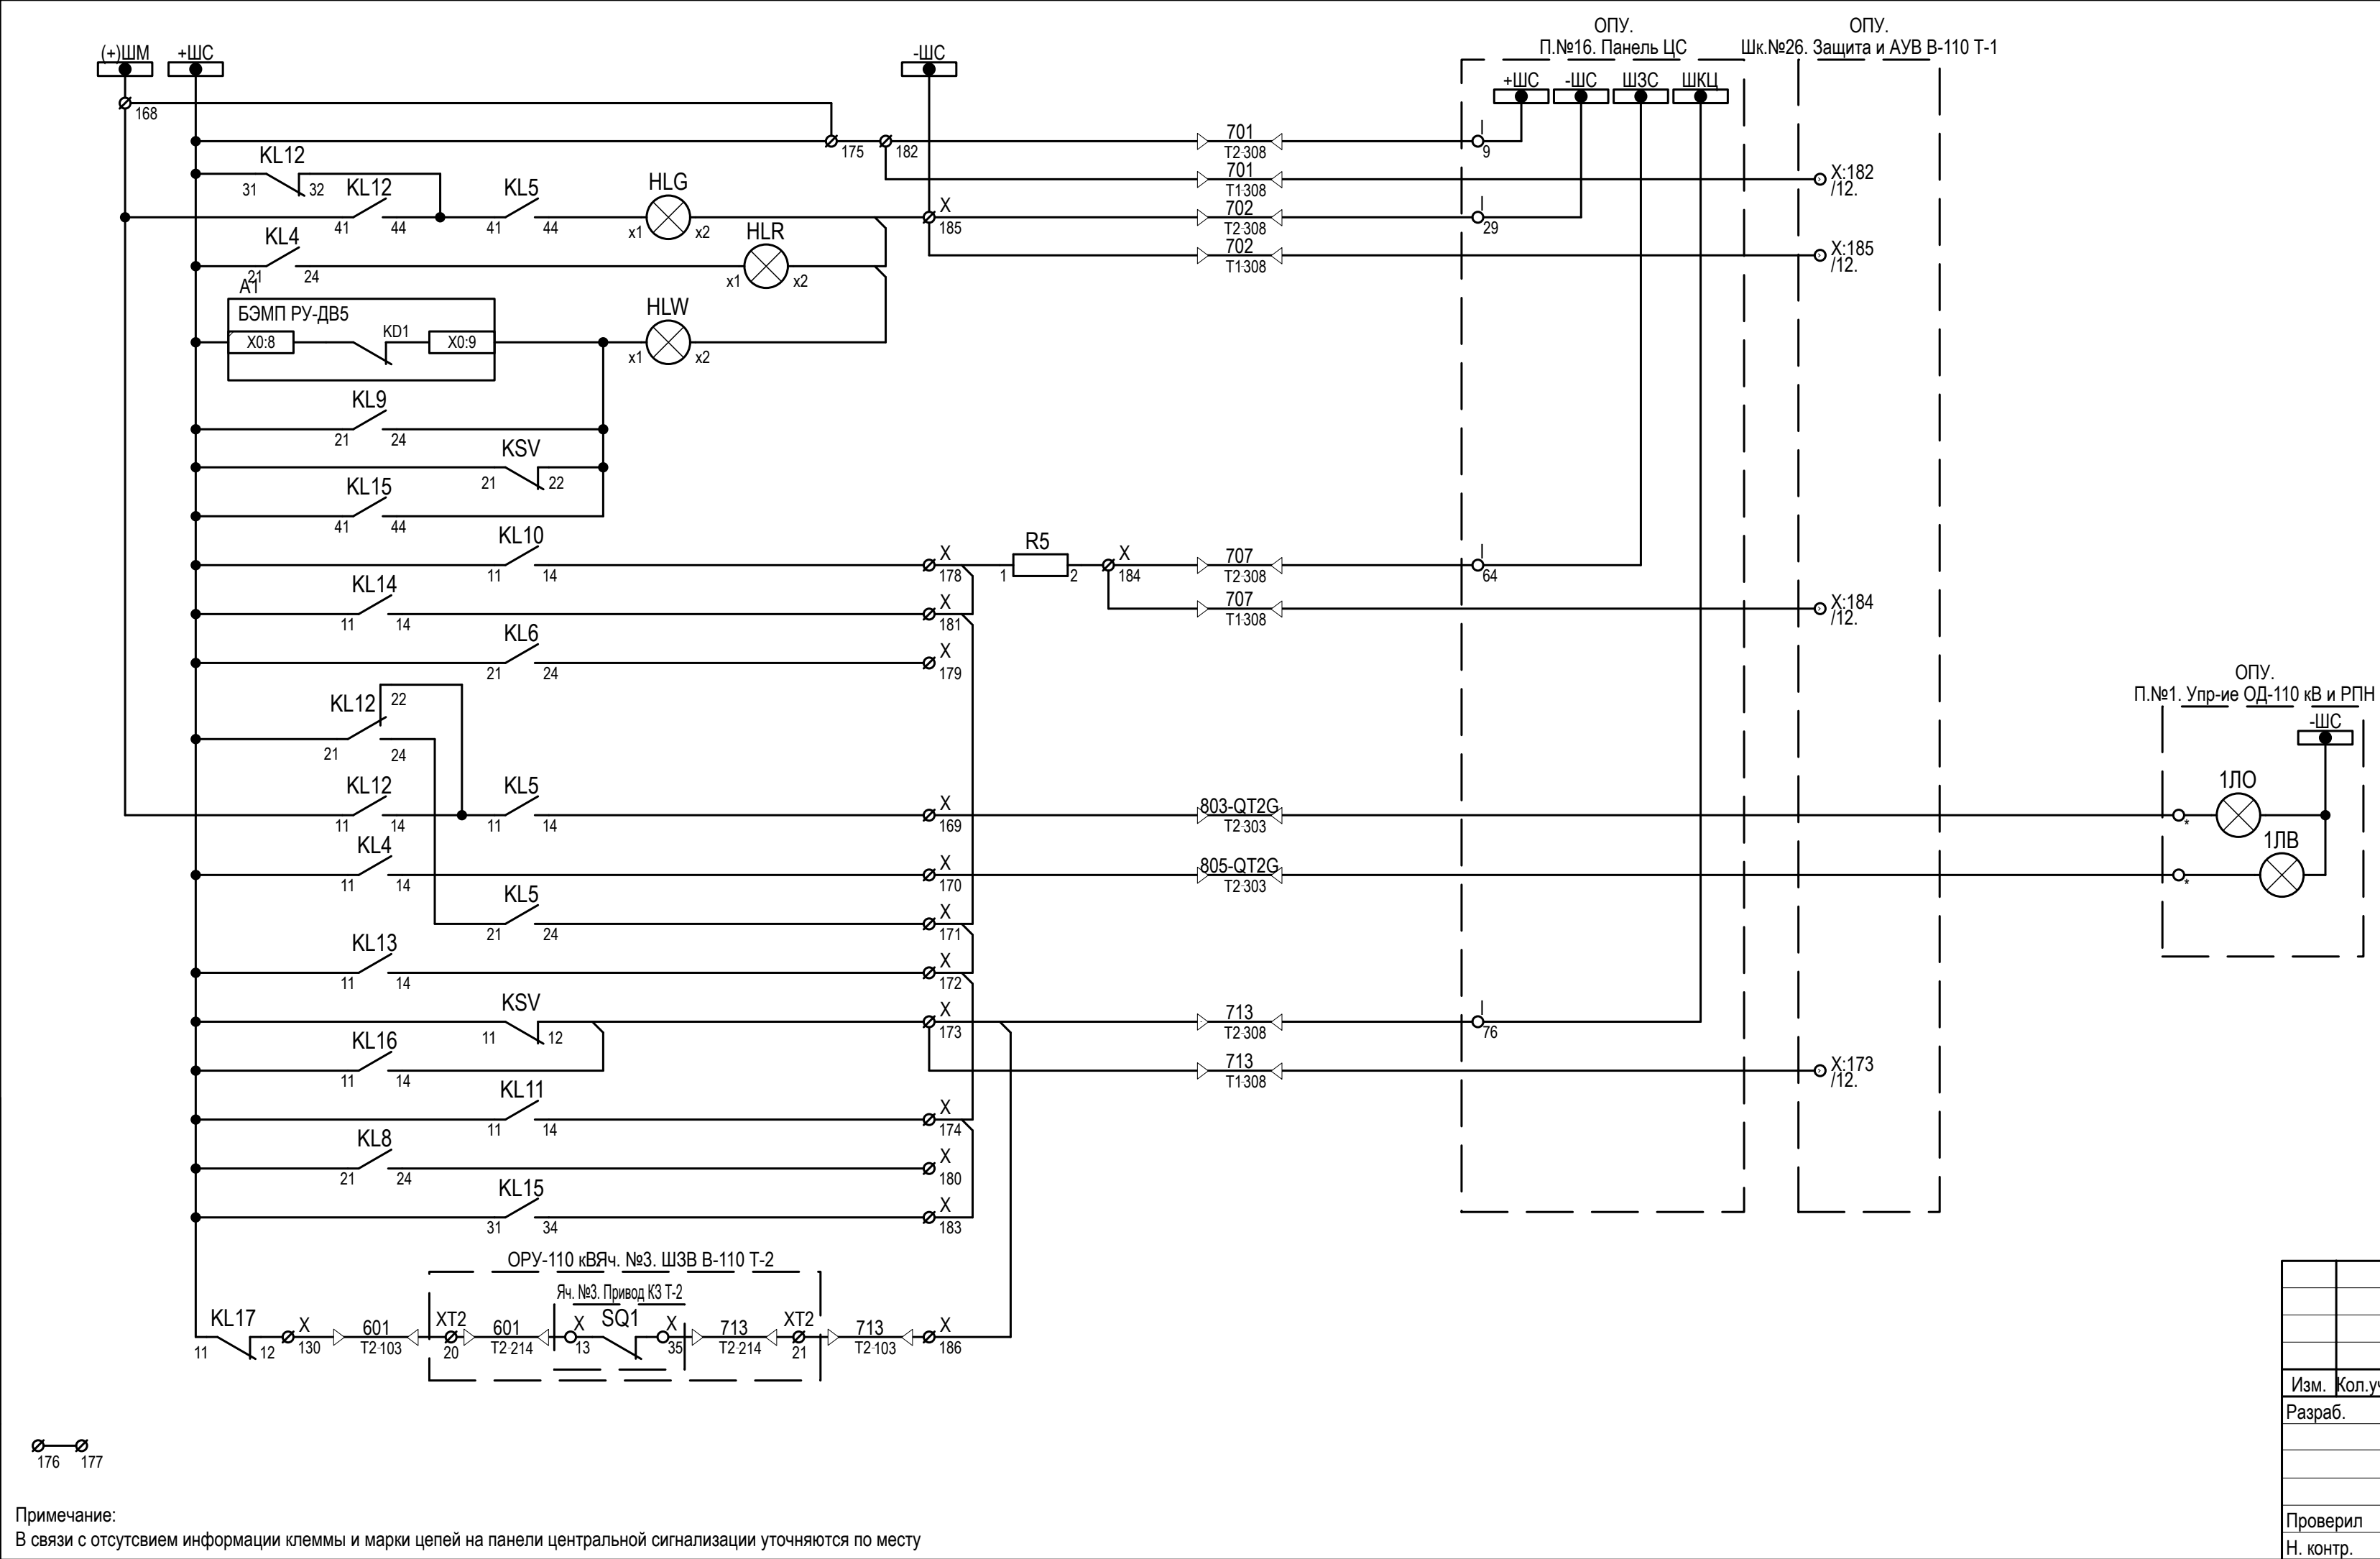 ОПУ.
П.№16. Панель ЦС
ОПУ.
Шк.№26. Защита и АУВ В-110 Т-1
(+)ШМ
+ШС
-ШС
+ШС
-ШС
ШЗС
ШКЦ
168
175
182
701
Т2-308
I
9
KL12
31
32
701
Т1-308
X:182
/12.
KL12
41
44
KL5
41
44
HLG
x1
x2
X
185
702
Т2-308
I
29
KL4
21
24
HLR
x1
x2
702
Т1-308
X:185
/12.
A1
БЭМП РУ-ДВ5
X0:8
KD1
X0:9
HLW
x1
x2
KL9
21
24
KSV
21
22
KL15
41
44
KL10
11
14
X
178
R5
1
2
X
184
707
Т2-308
I
64
KL14
11
14
X
181
707
Т1-308
X:184
/12.
KL6
21
24
X
179
ОПУ.
П.№1. Упр-ие ОД-110 кВ и РПН
-ШС
KL12
22
21
24
KL12
11
14
KL5
11
14
X
169
803-QT2G
Т2-303
*
1ЛО
KL4
11
14
X
170
805-QT2G
Т2-303
*
1ЛВ
KL5
21
24
X
171
KL13
11
14
X
172
KSV
11
12
X
173
713
Т2-308
I
76
KL16
11
14
713
Т1-308
X:173
/12.
KL11
11
14
X
174
KL8
21
24
X
180
KL15
31
34
X
183
ОРУ-110 кВЯч. №3. ШЗВ В-110 Т-2
Яч. №3. Привод КЗ Т-2
KL17
11
12
X
130
601
Т2-103
XT2
20
601
Т2-214
X
13
SQ1
X
35
713
Т2-214
XT2
21
713
Т2-103
X
186
176
177
Изм.
Кол.уч
Разраб.
Проверил
Н. контр.
Примечание:
В связи с отсутсвием информации клеммы и марки цепей на панели центральной сигнализации уточняются по месту